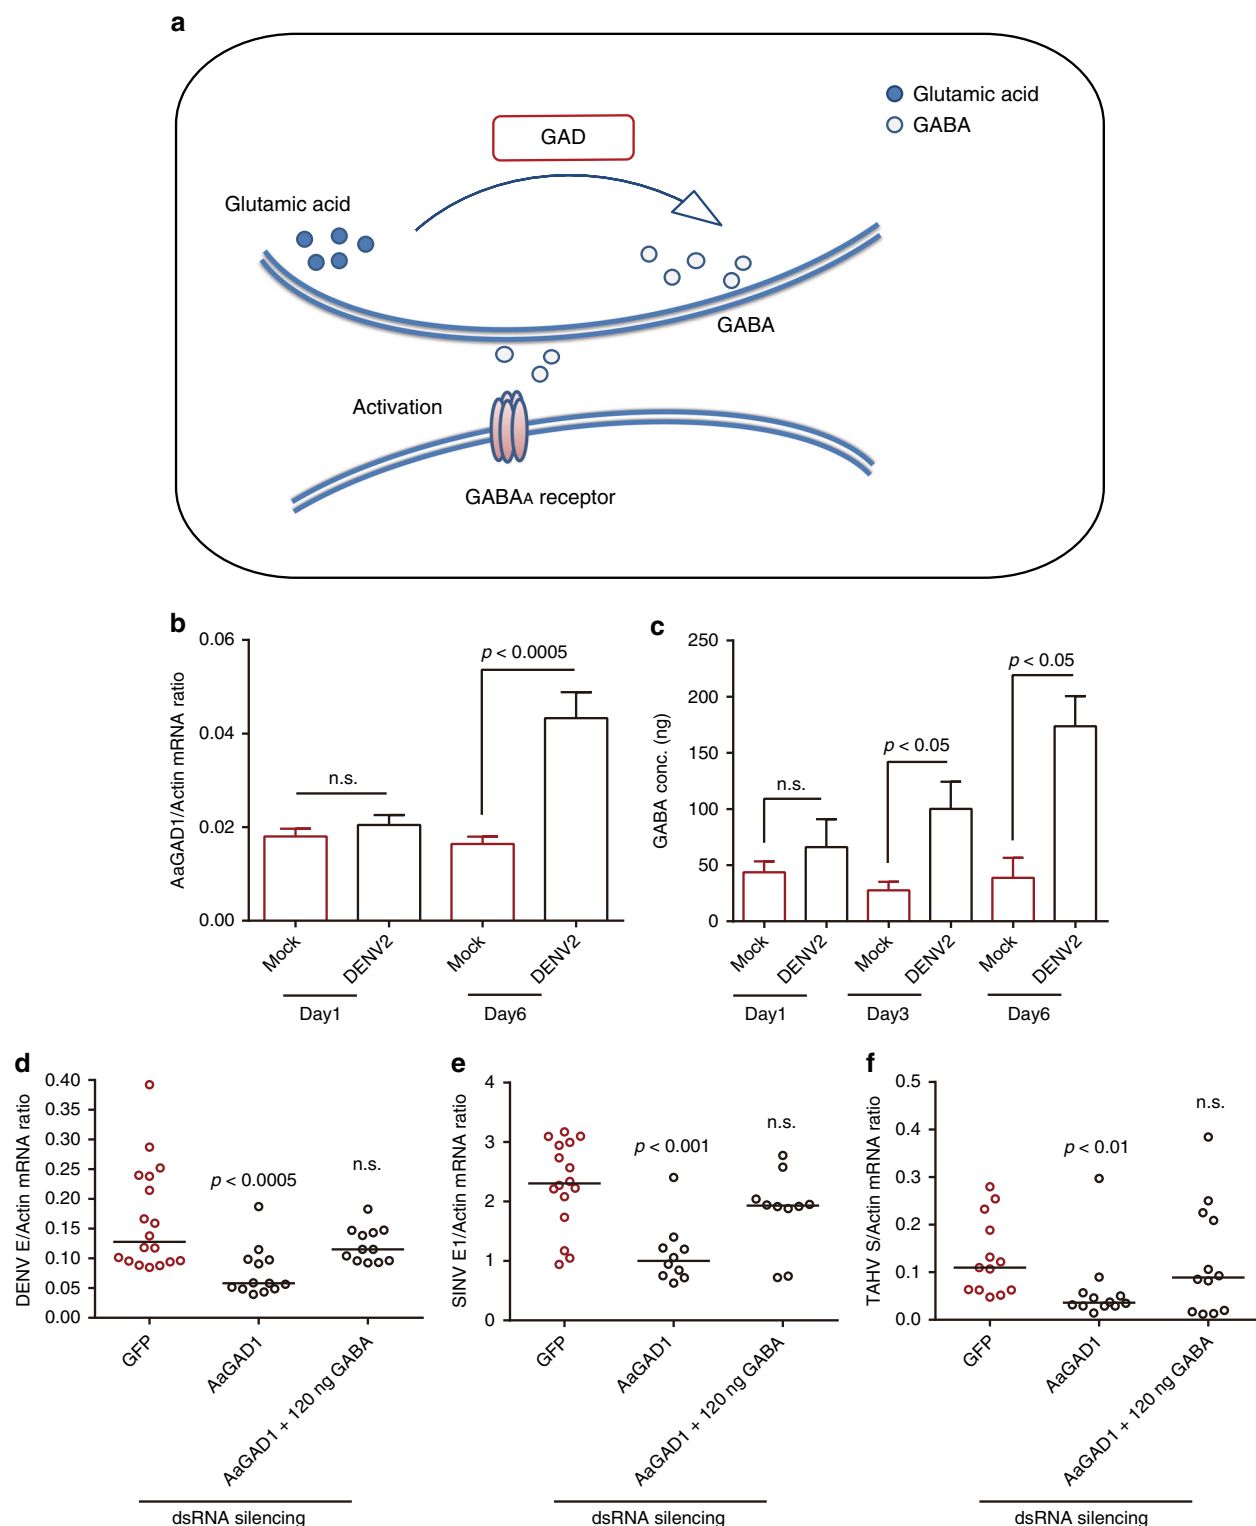 a
Glutamic acid
GABA
GAD
Glutamic acid
GABA
Activation
GABAA receptor
b
AaGAD1/Actin mRNA ratio
0.06
0.04
0.02
0.00
n.s.
p < 0.0005
Mock
DENV2
Mock
DENV2
Day1
Day6
c
GABA conc. (ng)
250
200
150
100
50
0
n.s.
p < 0.05
p < 0.05
Mock
DENV2
Mock
DENV2
Mock
DENV2
Day1
Day3
Day6
d
DENV E/Actin mRNA ratio
0.40
0.35
0.30
0.25
0.20
0.15
0.10
0.05
0.00
p < 0.0005
n.s.
GFP
AaGAD1
AaGAD1 + 120 ng GABA
dsRNA silencing
e
SINV E1/Actin mRNA ratio
4
3
2
1
0
p < 0.001
n.s.
GFP
AaGAD1
AaGAD1 + 120 ng GABA
dsRNA silencing
f
TAHV S/Actin mRNA ratio
0.5
0.4
0.3
0.2
0.1
0.0
p < 0.01
n.s.
GFP
AaGAD1
AaGAD1 + 120 ng GABA
dsRNA silencing